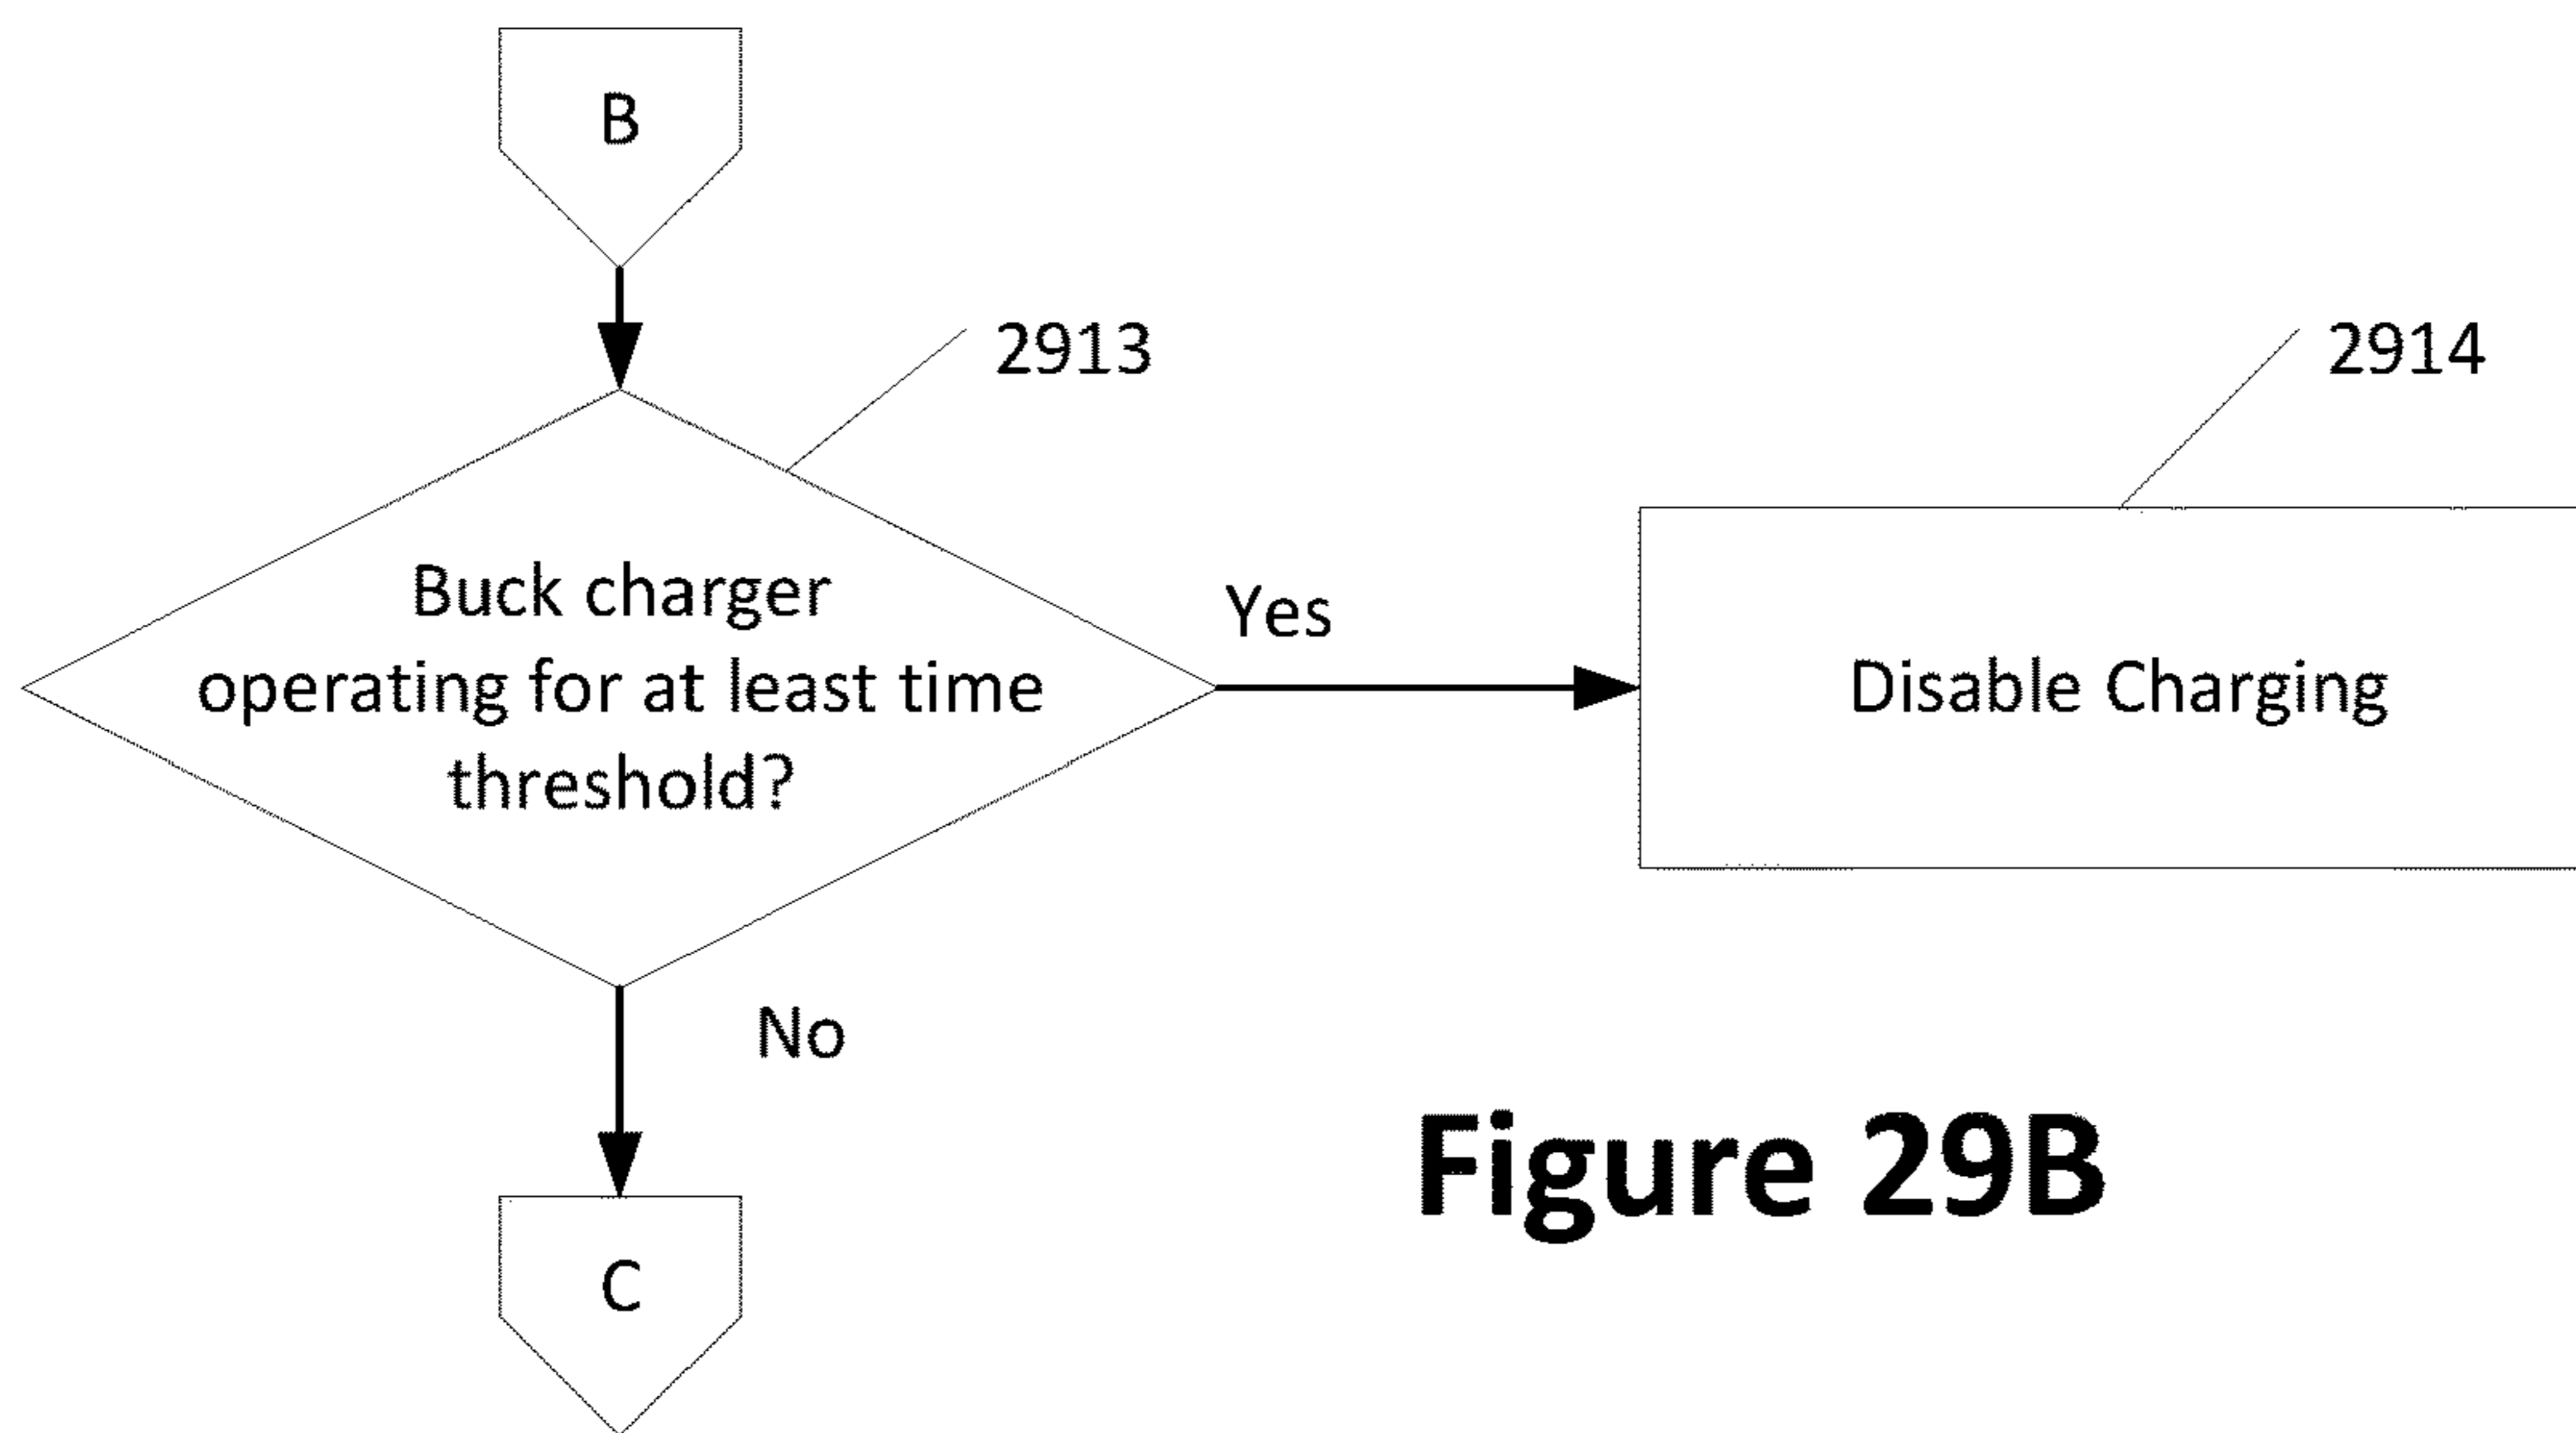 B
2913
2914
Buck charger
operating for at least time
threshold?
Yes
Disable Charging
No
C
Figure 29B